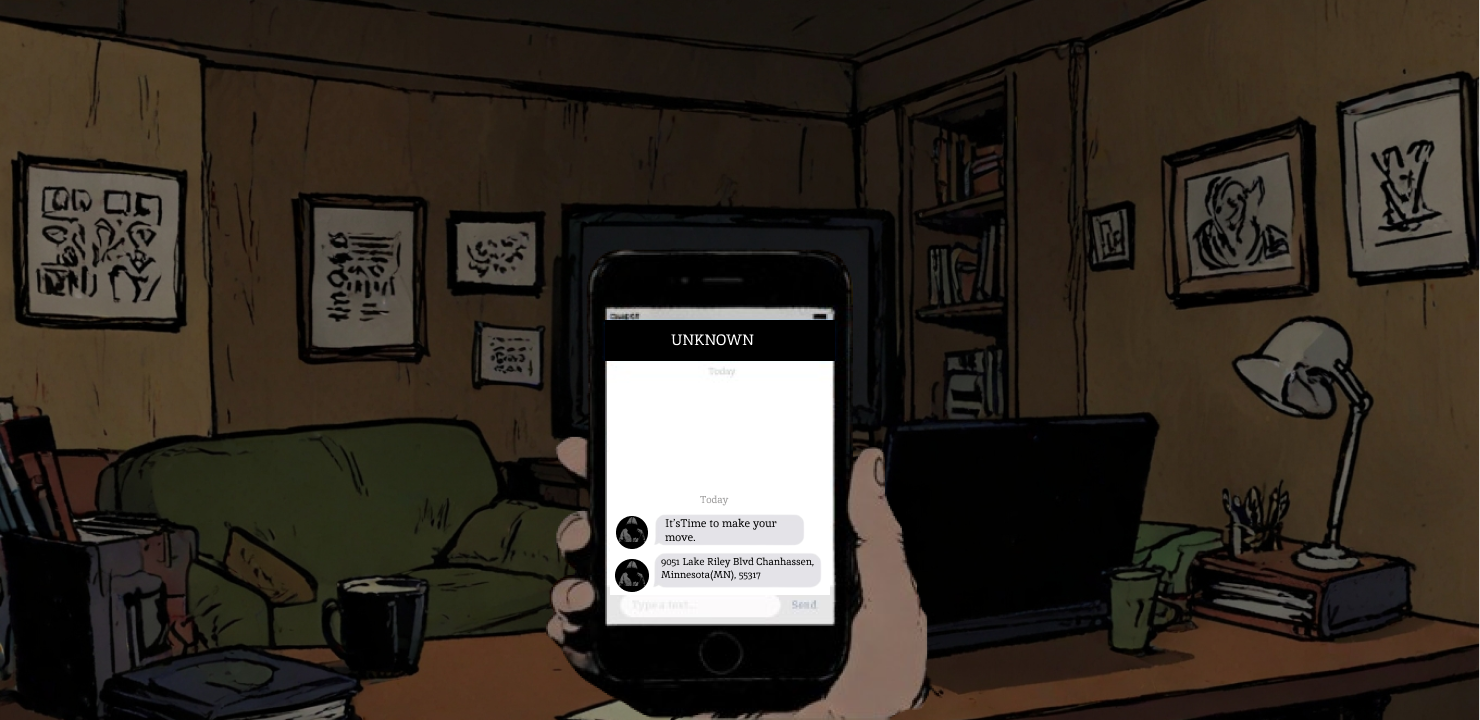 UNKNOWN
Today
Today
It'sTime to make your
move.
9051 Lake Riley Blvd Chanhassen,
Minnesota(MN), 55317
Type a text..
Send